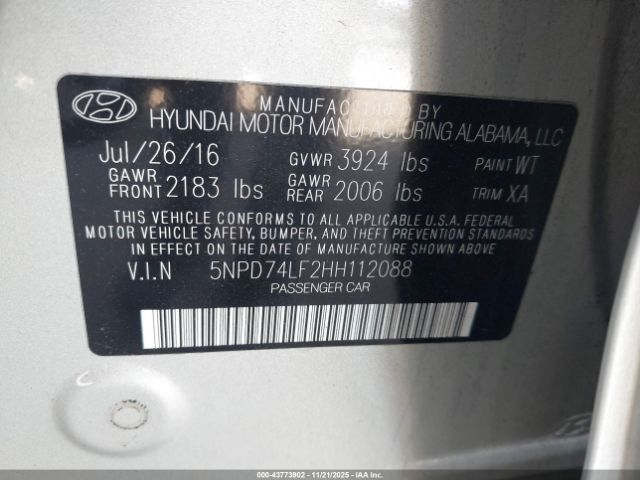 MANUFACTURED BY
HYUNDAI MOTOR MANUFACTURING ALABAMA, LLC
Jul/26/16 GVWR 3924 lbs PAINT WT
GAWR FRONT 2183 lbs GAWR REAR 2006 lbs TRIM XA
THIS VEHICLE CONFORMS TO ALL APPLICABLE U.S.A. FEDERAL
MOTOR VEHICLE SAFETY, BUMPER, AND THEFT PREVENTION STANDARDS
IN EFFECT ON THE DATE OF MANUFACTURE SHOWN ABOVE
V.I.N 5NPD74LF2HH112088
PASSENGER CAR
000-43773902 - 11/21/2025 - IAAI.COM